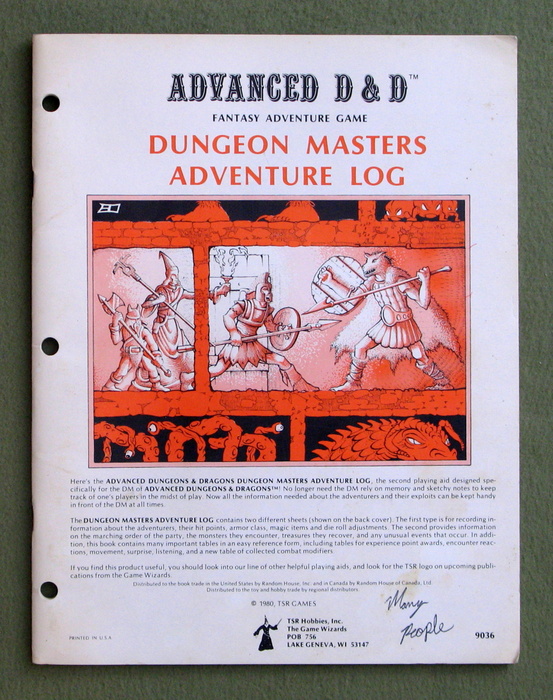 ADVANCED D & D™
FANTASY ADVENTURE GAME
DUNGEON MASTERS
ADVENTURE LOG
Here's the ADVANCED DUNGEONS & DRAGONS DUNGEON MASTERS ADVENTURE LOG, the second playing aid designed spe-
cifically for the DM of ADVANCED DUNGEONS & DRAGONS™! No longer need the DM rely on memory and sketchy notes to keep
track of one's players in the midst of play. Now all the information needed about the adventurers and their exploits can be kept handy
in front of the DM at all times.
The DUNGEON MASTERS ADVENTURE LOG contains two different sheets (shown on the back cover). The first type is for recording in-
formation about the adventurers, their hit points, armor class, magic items and die roll adjustments. The second provides information
on the marching order of the party, the monsters they encounter, treasures they recover, and any unusual events that occur. In addi-
tion, this book contains many important tables in an easy reference form, including tables for experience point awards, encounter reac-
tions, movement, surprise, listening, and a new table of collected combat modifiers
If you find this product useful, you should look into our line of other helpful playing aids, and look for the TSR logo on upcoming publi-
cations from the Game Wizards.
Distributed to the book trade in the United States by Random House, Inc. and in Canada by Random House of Canada, Ltd.
Distributed to the toy and hobby trade by regional distributors.
© 1980, TSR GAMES
Many
People
TSR Hobbies, Inc.
The Game Wizards
POB 756
LAKE GENEVA, WI 53147
PRINTED IN U.S.A.
9036